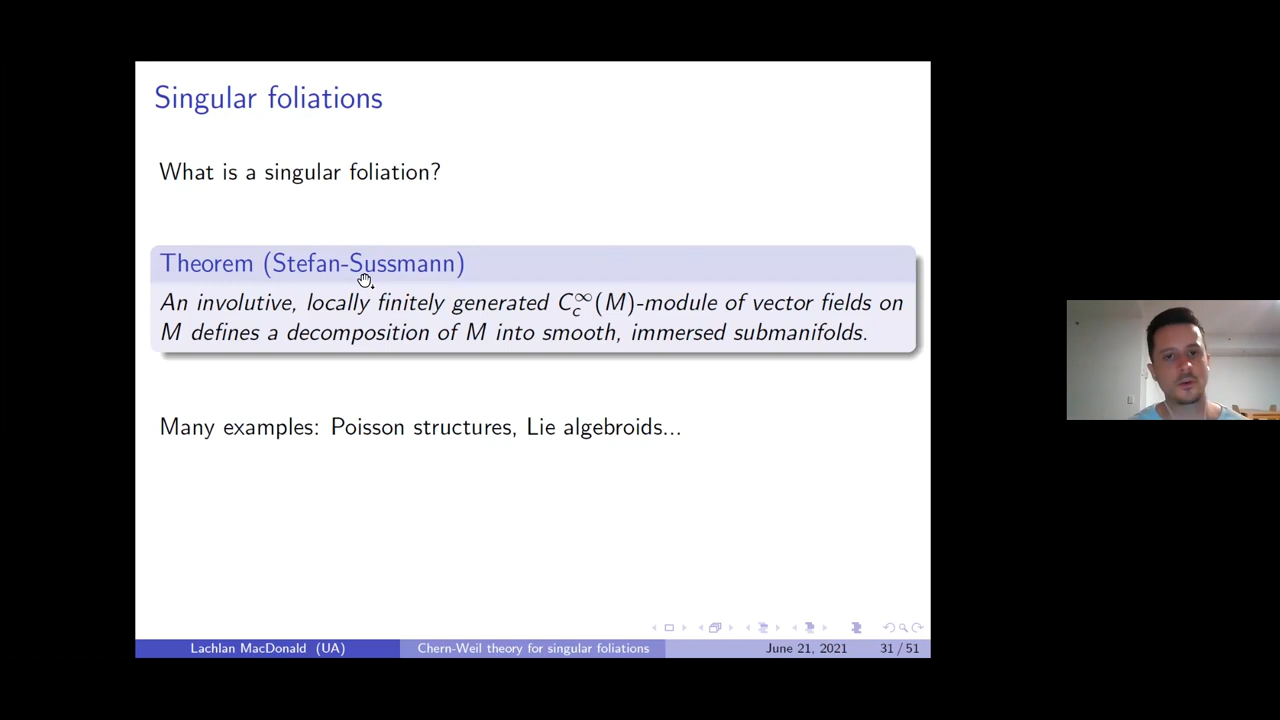 Singular foliations
What is a singular foliation?
Theorem (Stefan-Sussmann)
An involutive, locally finitely generated C_c^∞(M)-module of vector fields on
M defines a decomposition of M into smooth, immersed submanifolds.
Many examples: Poisson structures, Lie algebroids...
Lachlan MacDonald (UA) Chern-Weil theory for singular foliations June 21, 2021 31 / 51